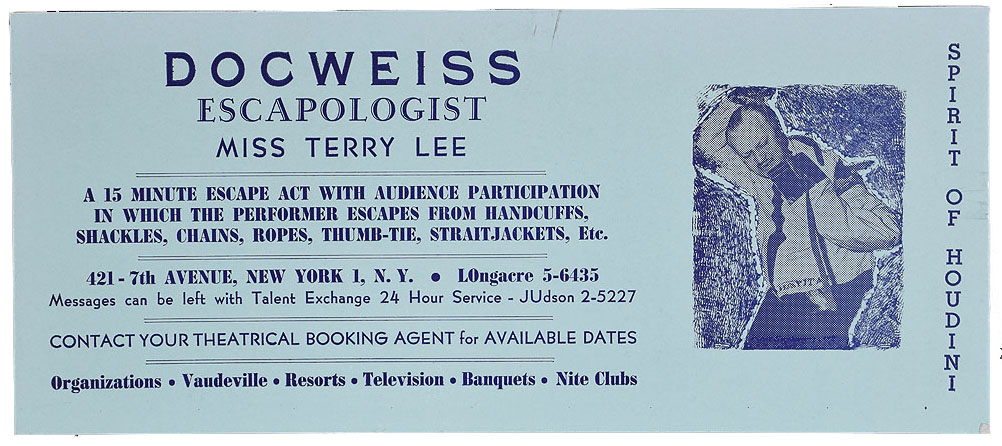 DOCWEISS
ESCAPOLOGIST
MISS TERRY LEE
A 15 MINUTE ESCAPE ACT WITH AUDIENCE PARTICIPATION
IN WHICH THE PERFORMER ESCAPES FROM HANDCUFFS,
SHACKLES, CHAINS, ROPES, THUMB-TIE, STRAITJACKETS, Etc.
421 - 7th AVENUE, NEW YORK 1, N. Y. • LOngacre 5-6435
Messages can be left with Talent Exchange 24 Hour Service - JUdson 2-5227
CONTACT YOUR THEATRICAL BOOKING AGENT for AVAILABLE DATES
Organizations • Vaudeville • Resorts • Television • Banquets • Nite Clubs
SPIRIT OF HOUDINI